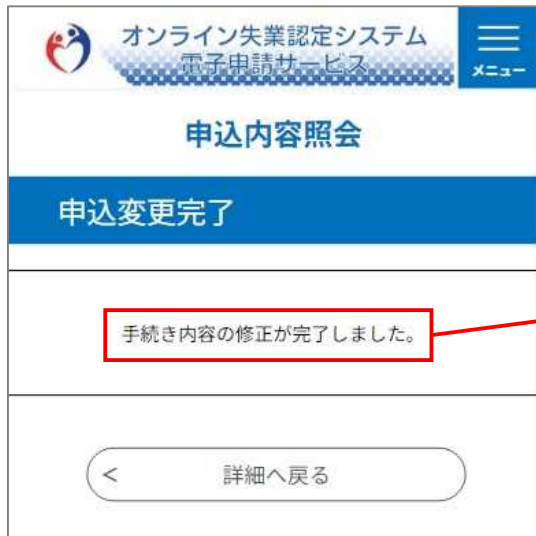 オンライン失業認定システム
電子申請サービス
メニュー
申込内容照会
申込変更完了
手続き内容の修正が完了しました。
< 詳細へ戻る